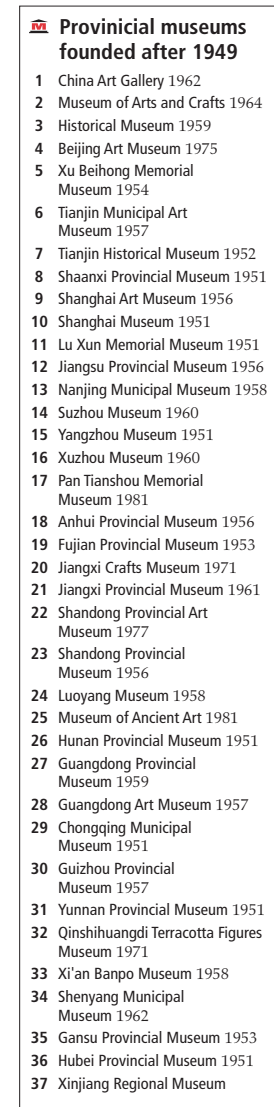 Provinicial museums
founded after 1949
1 China Art Gallery 1962
2 Museum of Arts and Crafts 1964
3 Historical Museum 1959
4 Beijing Art Museum 1975
5 Xu Beihong Memorial
Museum 1954
6 Tianjin Municipal Art
Museum 1957
7 Tianjin Historical Museum 1952
8 Shaanxi Provincial Museum 1951
9 Shanghai Art Museum 1956
10 Shanghai Museum 1951
11 Lu Xun Memorial Museum 1951
12 Jiangsu Provincial Museum 1956
13 Nanjing Municipal Museum 1958
14 Suzhou Museum 1960
15 Yangzhou Museum 1951
16 Xuzhou Museum 1960
17 Pan Tianshou Memorial
Museum 1981
18 Anhui Provincial Museum 1956
19 Fujian Provincial Museum 1953
20 Jiangxi Crafts Museum 1971
21 Jiangxi Provincial Museum 1961
22 Shandong Provincial Art
Museum 1977
23 Shandong Provincial
Museum 1956
24 Luoyang Museum 1958
25 Museum of Ancient Art 1981
26 Hunan Provincial Museum 1951
27 Guangdong Provincial
Museum 1959
28 Guangdong Art Museum 1957
29 Chongqing Municipal
Museum 1951
30 Guizhou Provincial
Museum 1957
31 Yunnan Provincial Museum 1951
32 Qinshihuangdi Terracotta Figures
Museum 1971
33 Xi'an Banpo Museum 1958
34 Shenyang Municipal
Museum 1962
35 Gansu Provincial Museum 1953
36 Hubei Provincial Museum 1951
37 Xinjiang Regional Museum